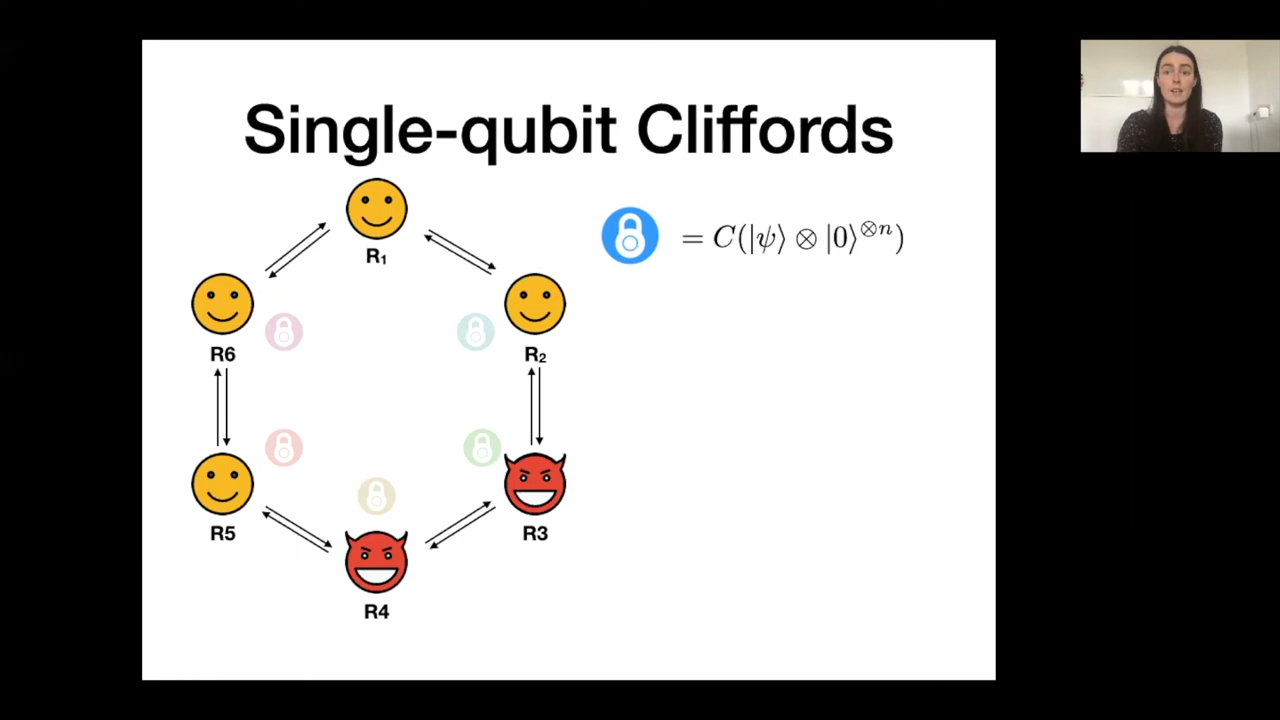 Single-qubit Cliffords
R₁
= C(|ψ⟩ ⊗ |0⟩^{⊗n})
R6
R₂
R5
R3
R4